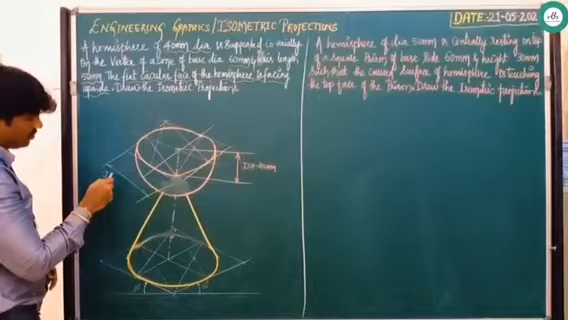 ENGINEERING GRAPHICS/ISOMETRIC PROJECTIONS
DATE:21-05-202
A hemisphere of 40mm dia is supported Co-axially
on the Vertex of a Cone of base dia 60mm & axis length
50mm. The flat circular face of the hemisphere is facing
upside. Draw the Isometric Projections.
A hemisphere of dia 50mm is Centrally resting on top
of a square Prism of base side 60mm & height 30mm
such that the Curved Surface of hemisphere is touching
the top face of the Prism. Draw the Isometric projections.